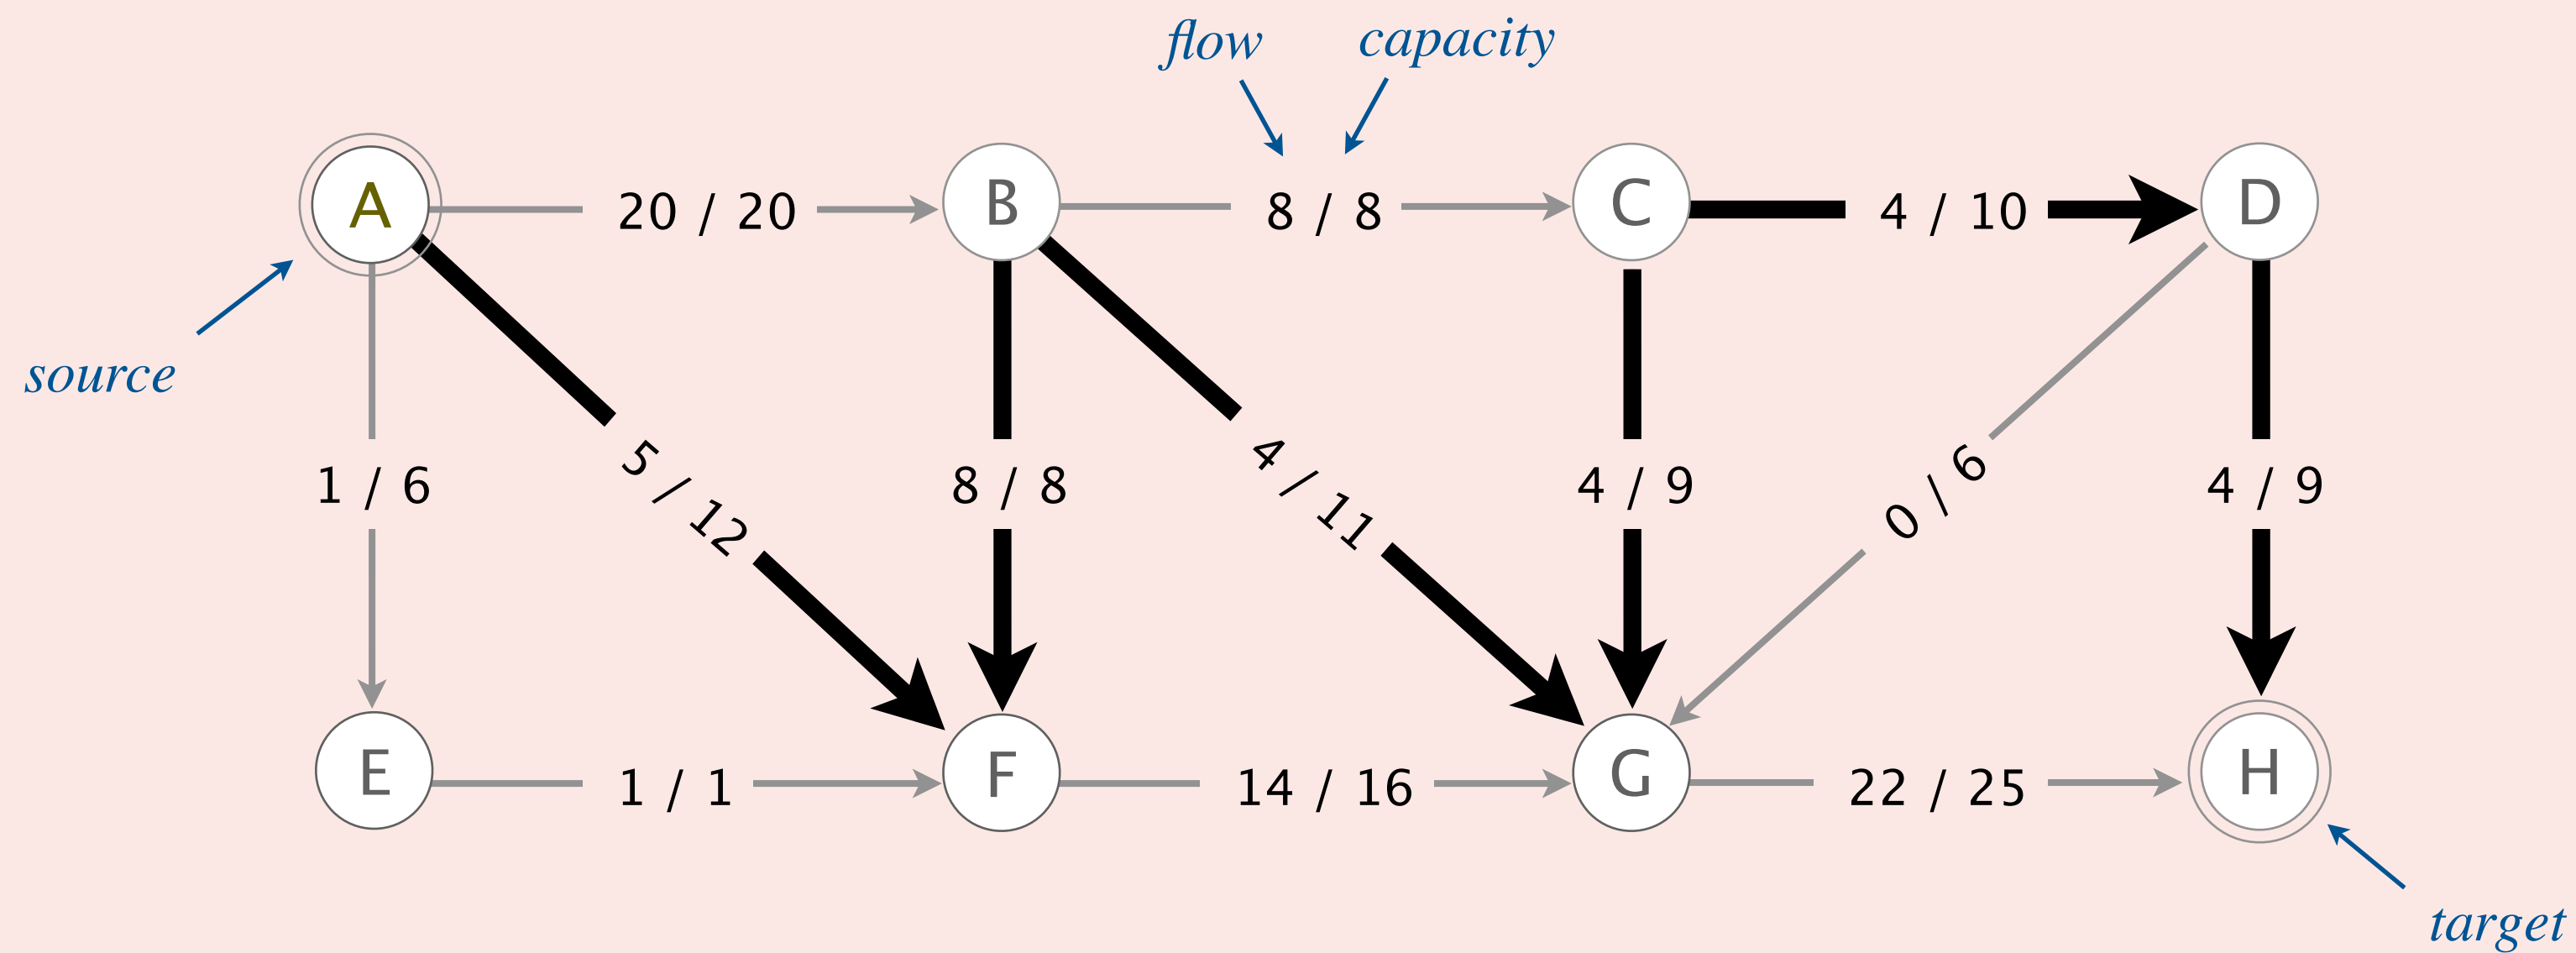 flow
capacity
A
20 / 20
B
8 / 8
C
4 / 10
D
source
1 / 6
5 / 12
8 / 8
4 / 11
4 / 9
0 / 6
4 / 9
E
1 / 1
F
14 / 16
G
22 / 25
H
target